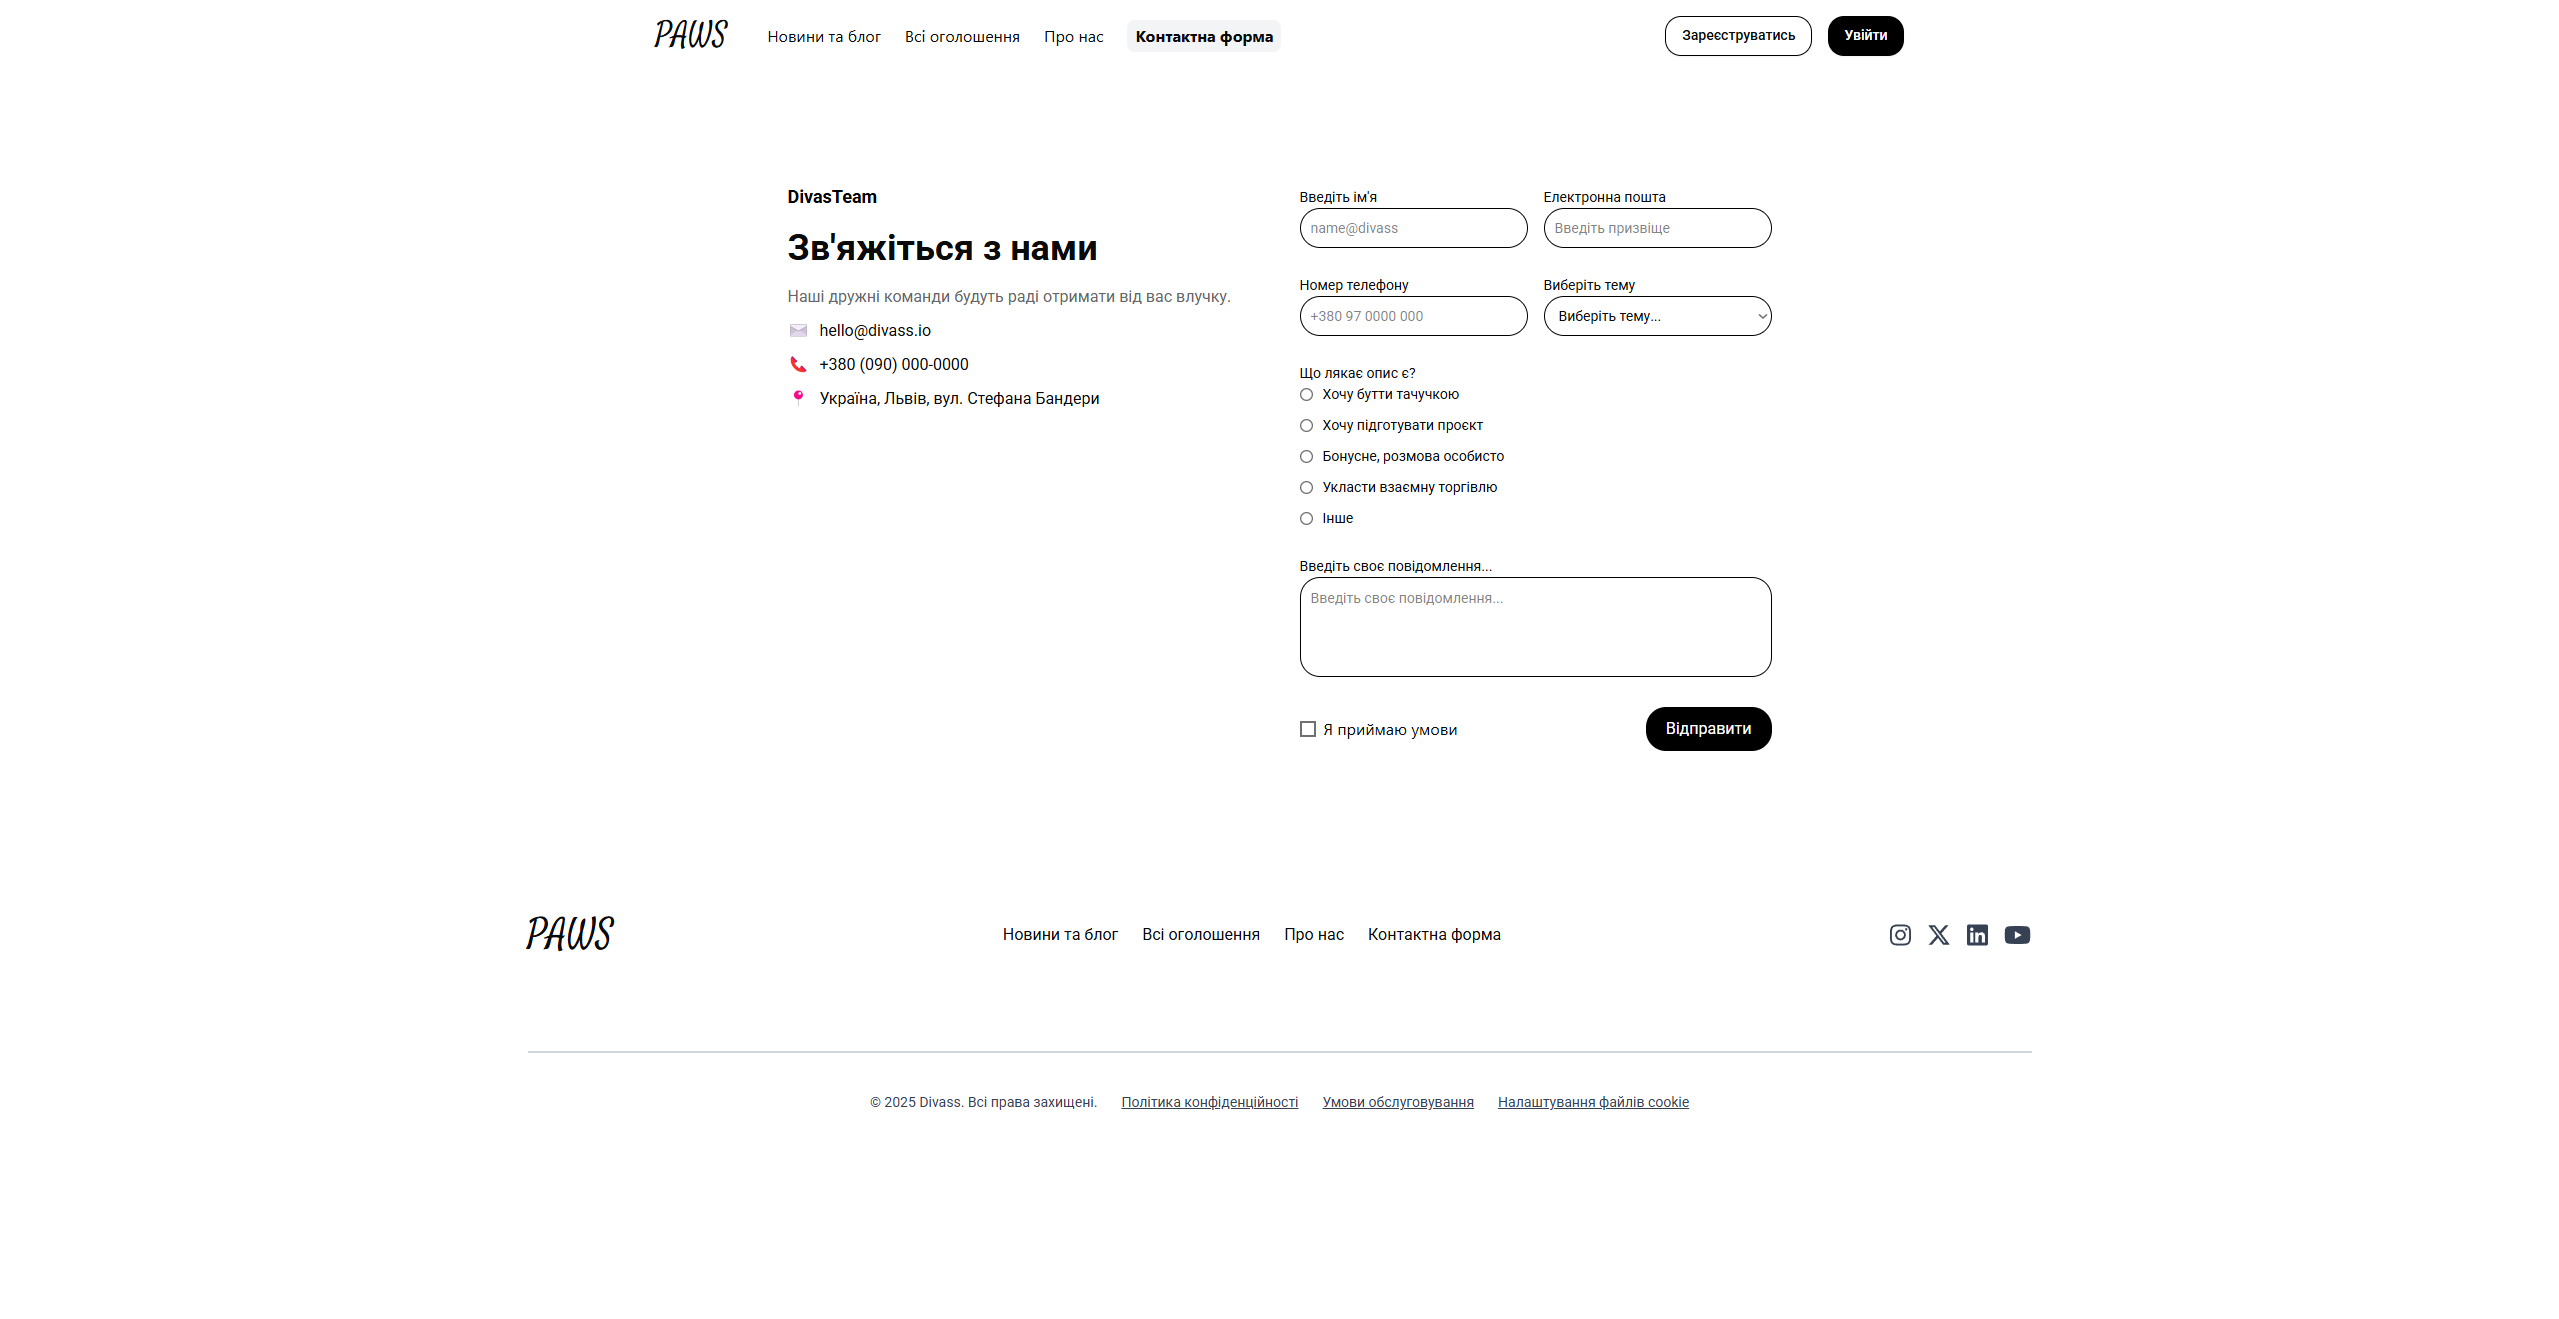 PAWS Новини та блог Всі оголошення Про нас Контактна форма Зареєструватись Увійти
DivasTeam
Зв'яжіться з нами
Наші дружні команди будуть раді отримати від вас влучку.
hello@divass.io
+380 (090) 000-0000
Україна, Львів, вул. Стефана Бандери
Введіть ім'я Електронна пошта
name@divass Введіть призвіще
Номер телефону Виберіть тему
+380 97 0000 000 Виберіть тему...
Що лякає опис є?
Хочу бутти тачучкою
Хочу підготувати проєкт
Бонусне, розмова особисто
Укласти взаємну торгівлю
Інше
Введіть своє повідомлення...
Введіть своє повідомлення...
Я приймаю умови Відправити
PAWS Новини та блог Всі оголошення Про нас Контактна форма
© 2025 Divass. Всі права захищені. Політика конфіденційності Умови обслуговування Налаштування файлів cookie